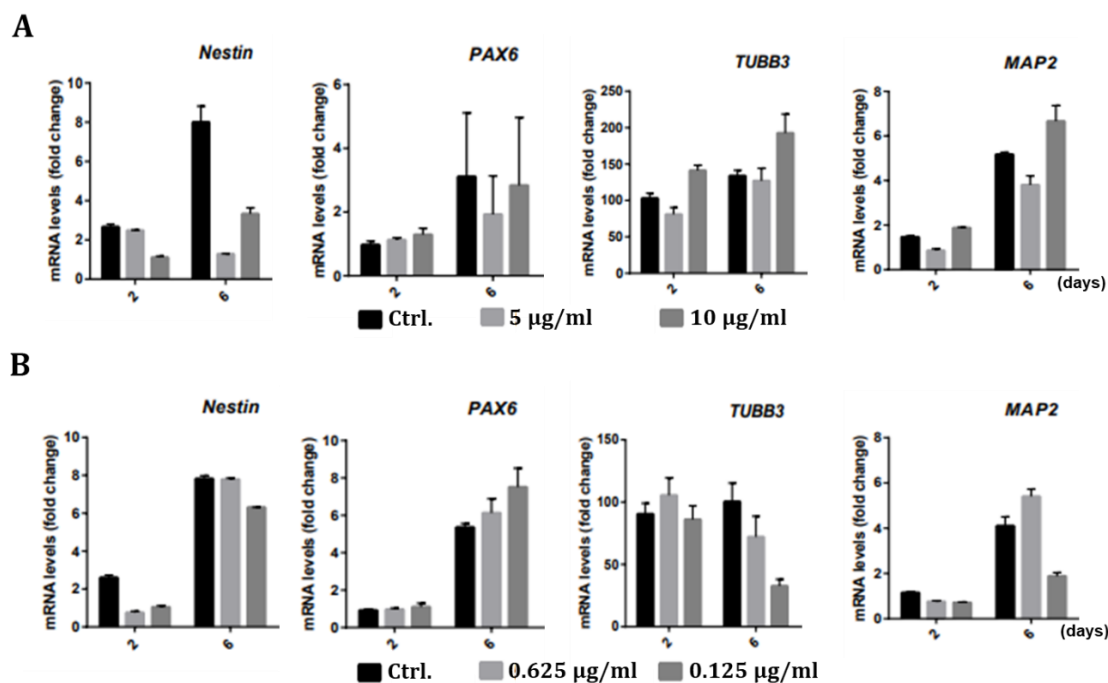 A
Nestin
mRNA levels (fold change)
10
8
6
4
2
0
2
6
PAX6
mRNA levels (fold change)
6
4
2
0
2
6
TUBB3
mRNA levels (fold change)
250
200
150
100
50
0
2
6
MAP2
mRNA levels (fold change)
8
6
4
2
0
2
6
(days)
Ctrl. 5 µg/ml 10 µg/ml
B
Nestin
mRNA levels (fold change)
10
8
6
4
2
0
2
6
PAX6
mRNA levels (fold change)
10
8
6
4
2
0
2
6
TUBB3
mRNA levels (fold change)
150
100
50
0
2
6
MAP2
mRNA levels (fold change)
8
6
4
2
0
2
6
(days)
Ctrl. 0.625 µg/ml 0.125 µg/ml